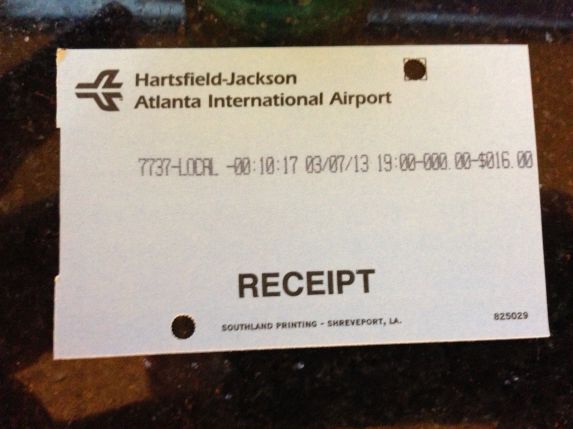 Hartsfield-Jackson
Atlanta International Airport
7737-LOCAL -00:10:17 03/07/13 19:00-000.00-$016.00
RECEIPT
SOUTHLAND PRINTING - SHREVEPORT, LA.
825029